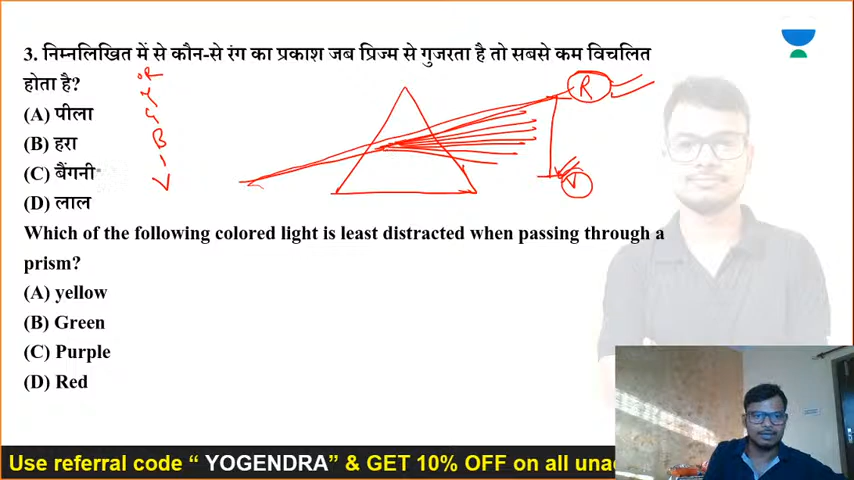 3. निम्नलिखित में से कौन-से रंग का प्रकाश जब प्रिज्म से गुजरता है तो सबसे कम विचलित
होता है?
(A) पीला
(B) हरा
(C) बैंगनी
(D) लाल
R
O
Y
G
B
I
V
R
V
Which of the following colored light is least distracted when passing through a
prism?
(A) yellow
(B) Green
(C) Purple
(D) Red
Use referral code “ YOGENDRA” & GET 10% OFF on all